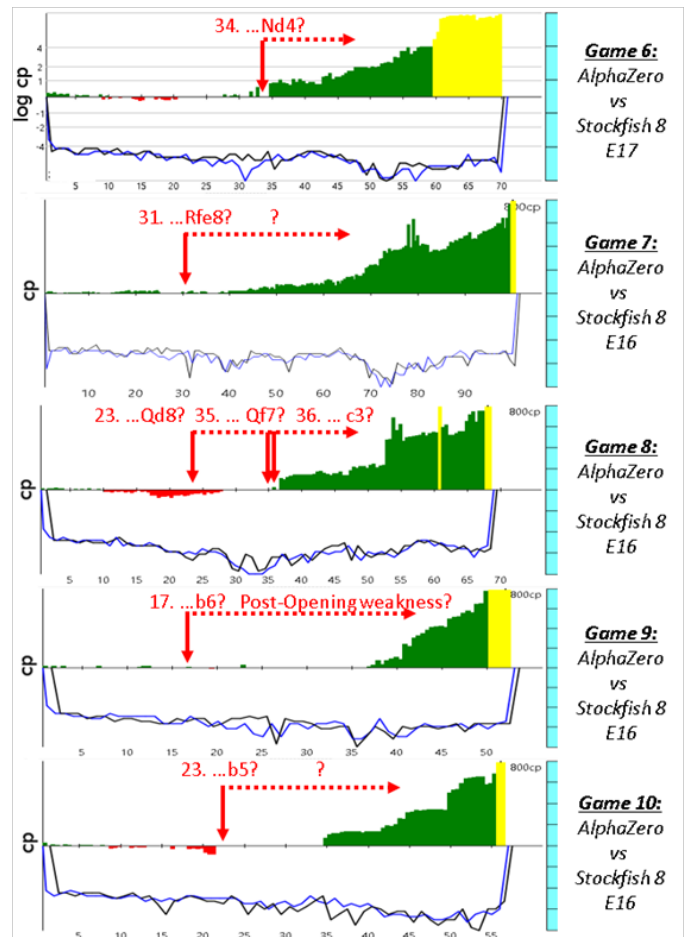 34. ...Nd4?
4
2
1
log cp
-1
-2
-4
5 10 15 20 25 30 35 40 45 50 55 60 65 70
Game 6:
AlphaZero
vs
Stockfish 8
E17
31. ...Rfe8? ?
800cp
cp
10 20 30 40 50 60 70 80 90
Game 7:
AlphaZero
vs
Stockfish 8
E16
23. ...Qd8? 35. ... Qf7? 36. ... c3?
800cp
cp
5 10 15 20 25 30 35 40 45 50 55 60 65 70
Game 8:
AlphaZero
vs
Stockfish 8
E16
17. ...b6? Post-Opening weakness?
800cp
cp
5 10 15 20 25 30 35 40 45 50
Game 9:
AlphaZero
vs
Stockfish 8
E16
23. ...b5? ?
800cp
cp
5 10 15 20 25 30 35 40 45 50 55
Game 10:
AlphaZero
vs
Stockfish 8
E16